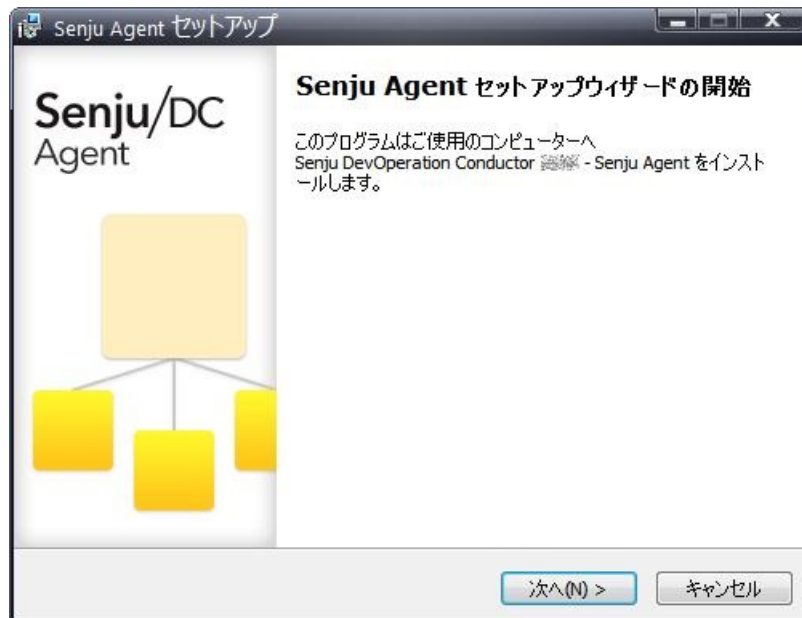 Senju Agent セットアップ
Senju/DC
Agent
Senju Agent セットアップウィザードの開始
このプログラムはご使用のコンピューターへ
Senju DevOperation Conductor - Senju Agent をインスト
ールします。
次へ(N) >
キャンセル